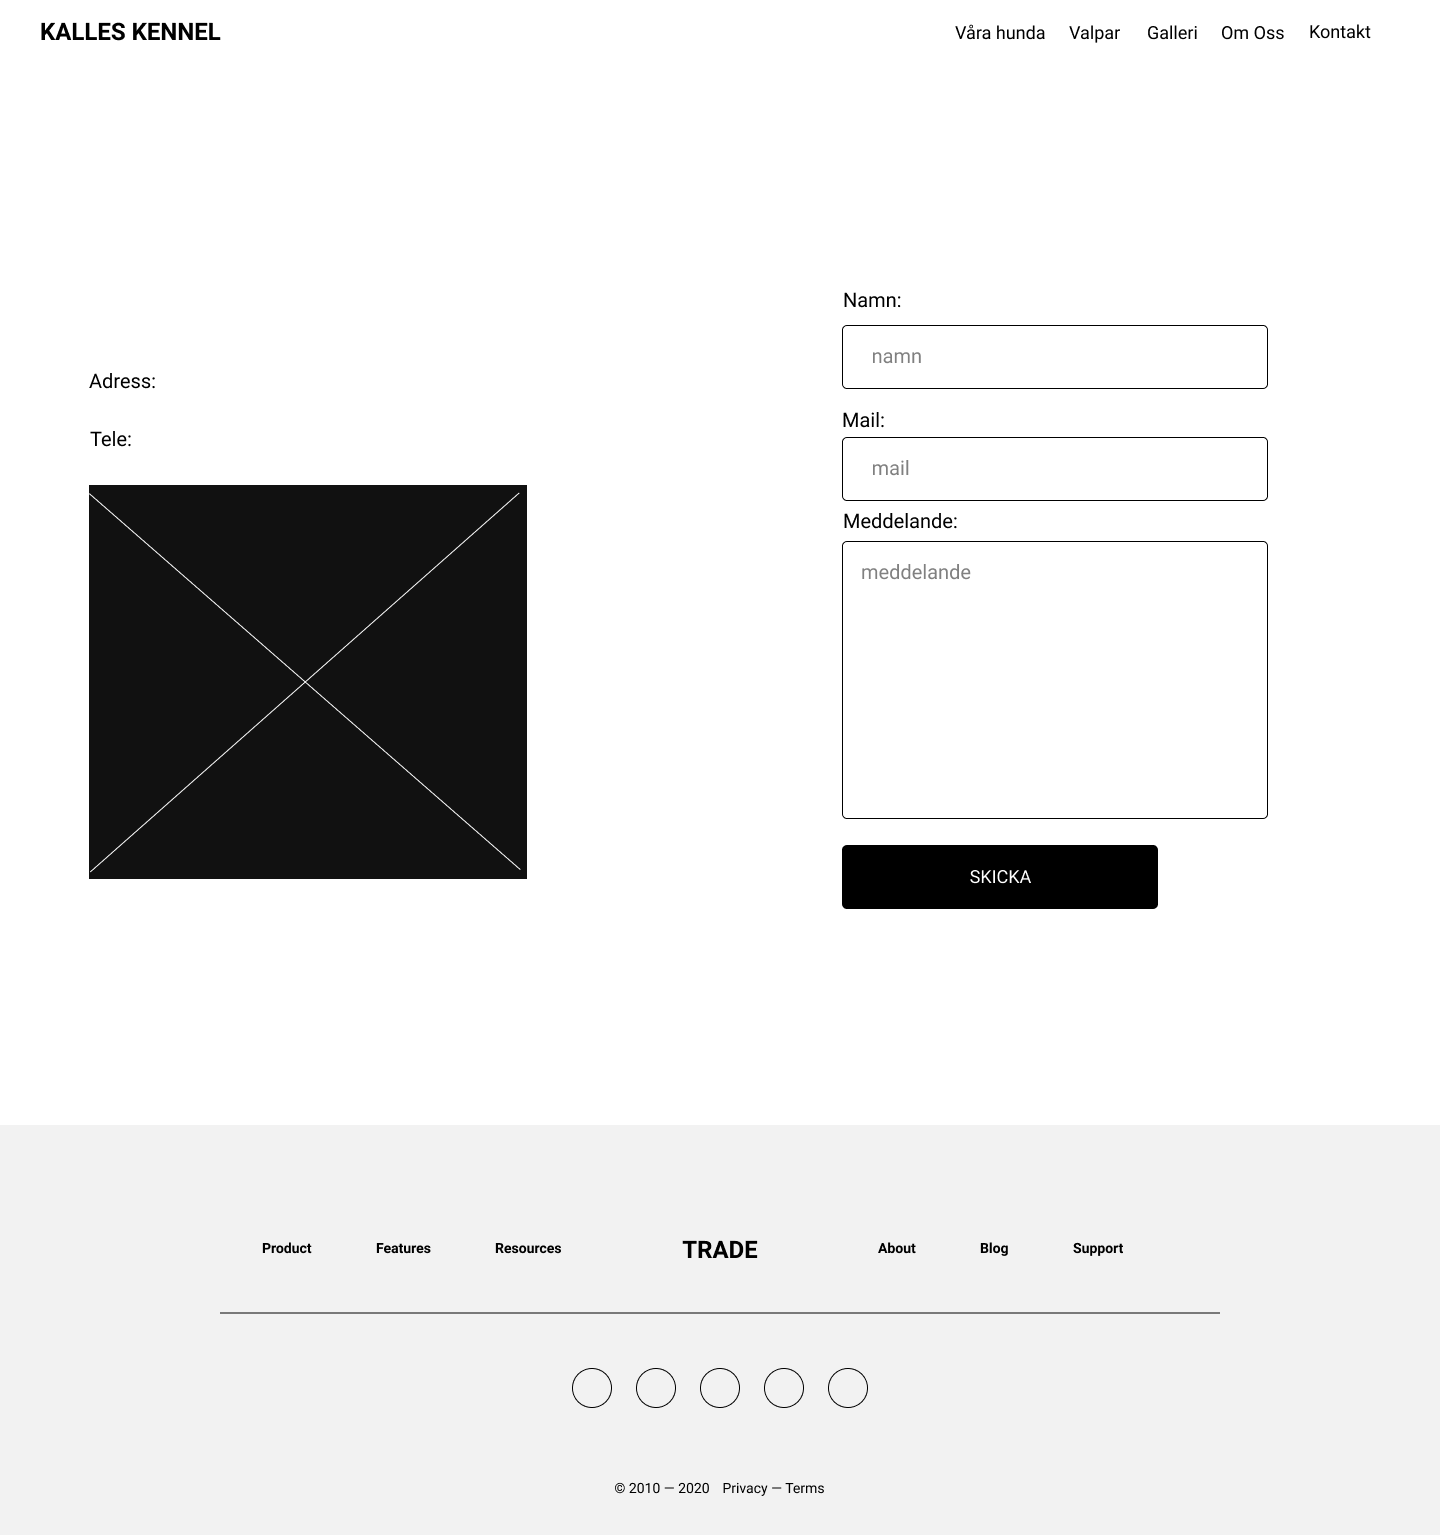 KALLES KENNEL
Våra hunda Valpar Galleri Om Oss Kontakt
Adress:
Tele:
Namn:
namn
Mail:
mail
Meddelande:
meddelande
SKICKA
Product Features Resources TRADE About Blog Support
© 2010 — 2020 Privacy — Terms